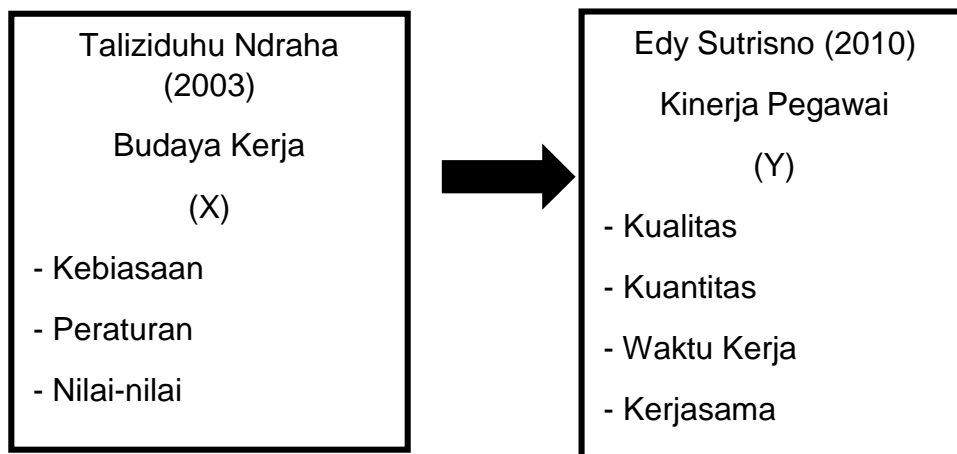 Taliziduhu Ndraha
(2003)
Budaya Kerja
(X)
- Kebiasaan
- Peraturan
- Nilai-nilai
Edy Sutrisno (2010)
Kinerja Pegawai
(Y)
- Kualitas
- Kuantitas
- Waktu Kerja
- Kerjasama